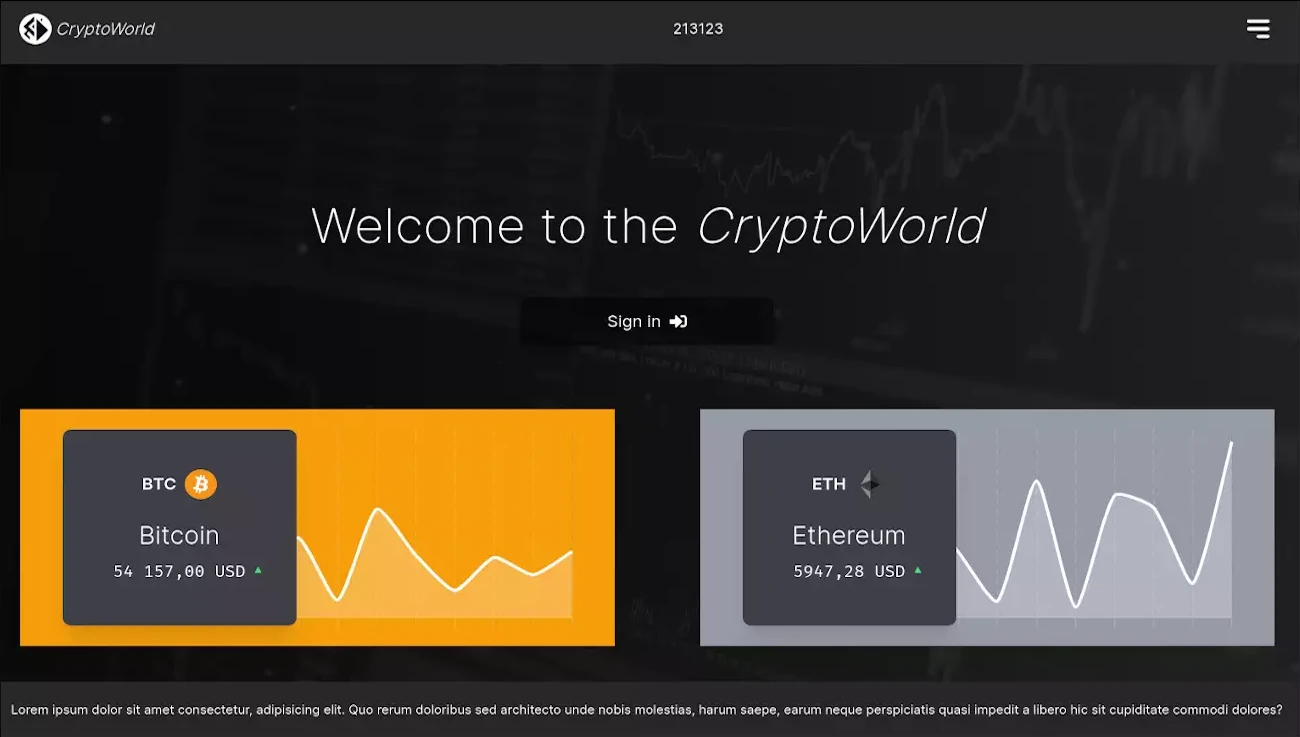 CryptoWorld
213123
Welcome to the CryptoWorld
Sign in
BTC
Bitcoin
54 157,00 USD
ETH
Ethereum
5947,28 USD
Lorem ipsum dolor sit amet consectetur, adipisicing elit. Quo rerum doloribus sed architecto unde nobis molestias, harum saepe, earum neque perspiciatis quasi impedit a libero hic sit cupiditate commodi dolores?